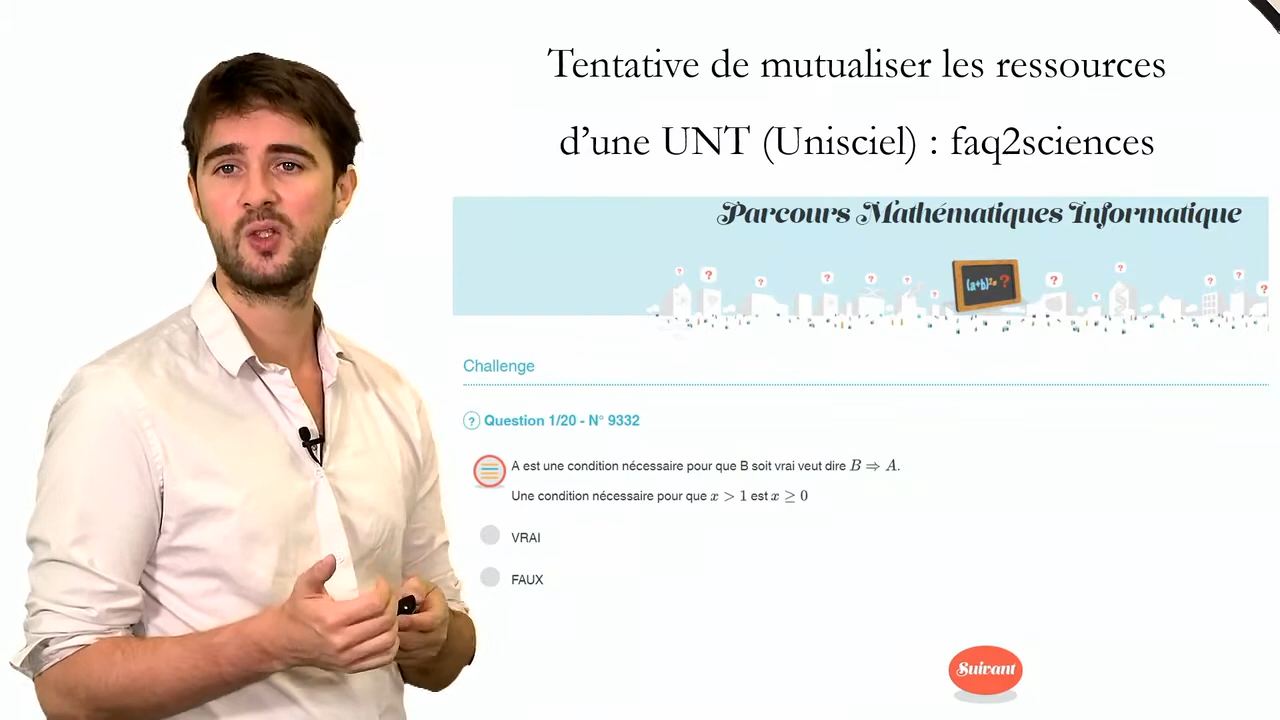 Tentative de mutualiser les ressources
d’une UNT (Unisciel) : faq2sciences
Parcours Mathématiques Informatique
(a+b)²= ?
Challenge
? Question 1/20 - N° 9332
A est une condition nécessaire pour que B soit vrai veut dire B ⇒ A.
Une condition nécessaire pour que x > 1 est x ≥ 0
VRAI
FAUX
Suivant